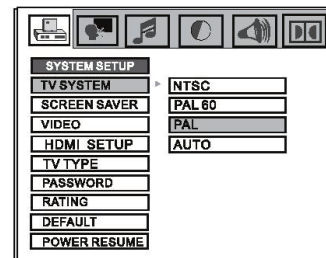 SYSTEM SETUP
TV SYSTEM
SCREEN SAVER
VIDEO
HDMI SETUP
TV TYPE
PASSWORD
RATING
DEFAULT
POWER RESUME
NTSC
PAL 60
PAL
AUTO